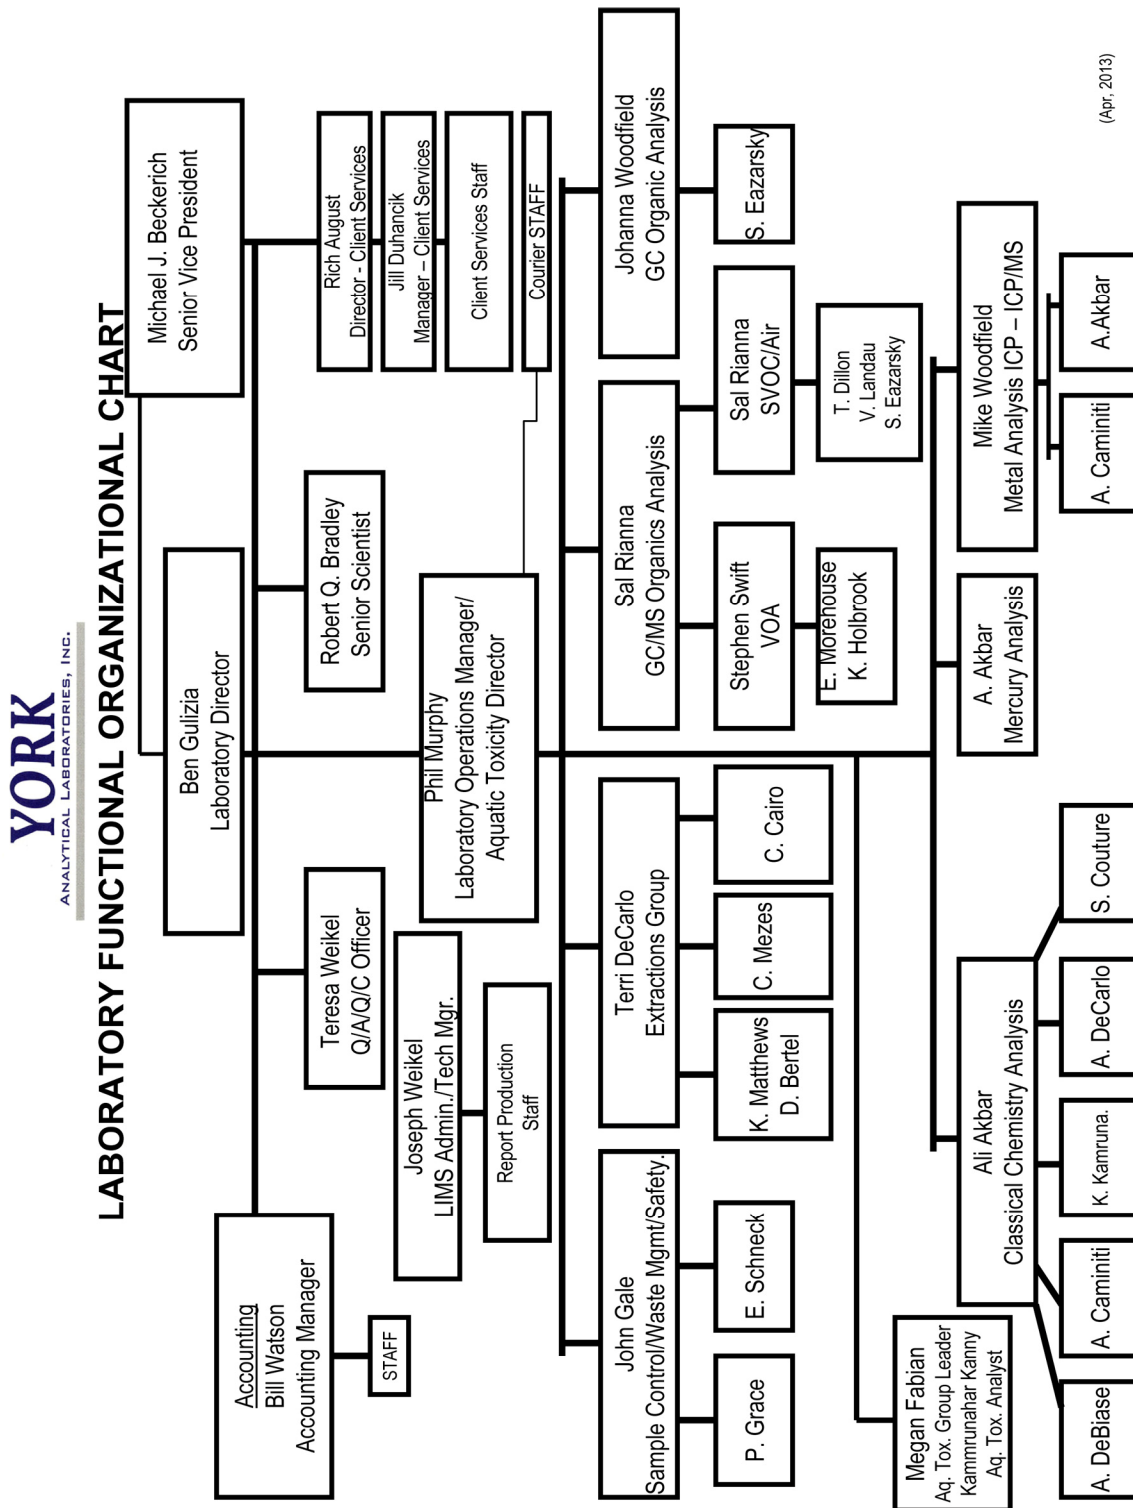 YORK
ANALYTICAL LABORATORIES, INC.
LABORATORY FUNCTIONAL ORGANIZATIONAL CHART
Michael J. Beckerich
Senior Vice President
Ben Gulizia
Laboratory Director
Accounting
Bill Watson
Accounting Manager
STAFF
Teresa Weikel
Q/A/Q/C Officer
Robert Q. Bradley
Senior Scientist
Rich August
Director - Client Services
Jill Duhancik
Manager – Client Services
Client Services Staff
Courier STAFF
Joseph Weikel
LIMS Admin./Tech Mgr.
Report Production
Staff
Phil Murphy
Laboratory Operations Manager/
Aquatic Toxicity Director
John Gale
Sample Control/Waste Mgmt/Safety.
P. Grace
E. Schneck
Terri DeCarlo
Extractions Group
K. Matthews
D. Bertel
C. Mezes
C. Cairo
Sal Rianna
GC/MS Organics Analysis
Stephen Swift
VOA
E. Morehouse
K. Holbrook
Sal Rianna
SVOC/Air
T. Dillon
V. Landau
S. Eazarsky
Johanna Woodfield
GC Organic Analysis
S. Eazarsky
Megan Fabian
Aq. Tox. Group Leader
Kammrunahar Kanny
Aq. Tox. Analyst
Ali Akbar
Classical Chemistry Analysis
A. DeBiase
A. Caminiti
K. Kamruna.
A. DeCarlo
S. Couture
A. Akbar
Mercury Analysis
Mike Woodfield
Metal Analysis ICP – ICP/MS
A. Caminiti
A.Akbar
(Apr, 2013)